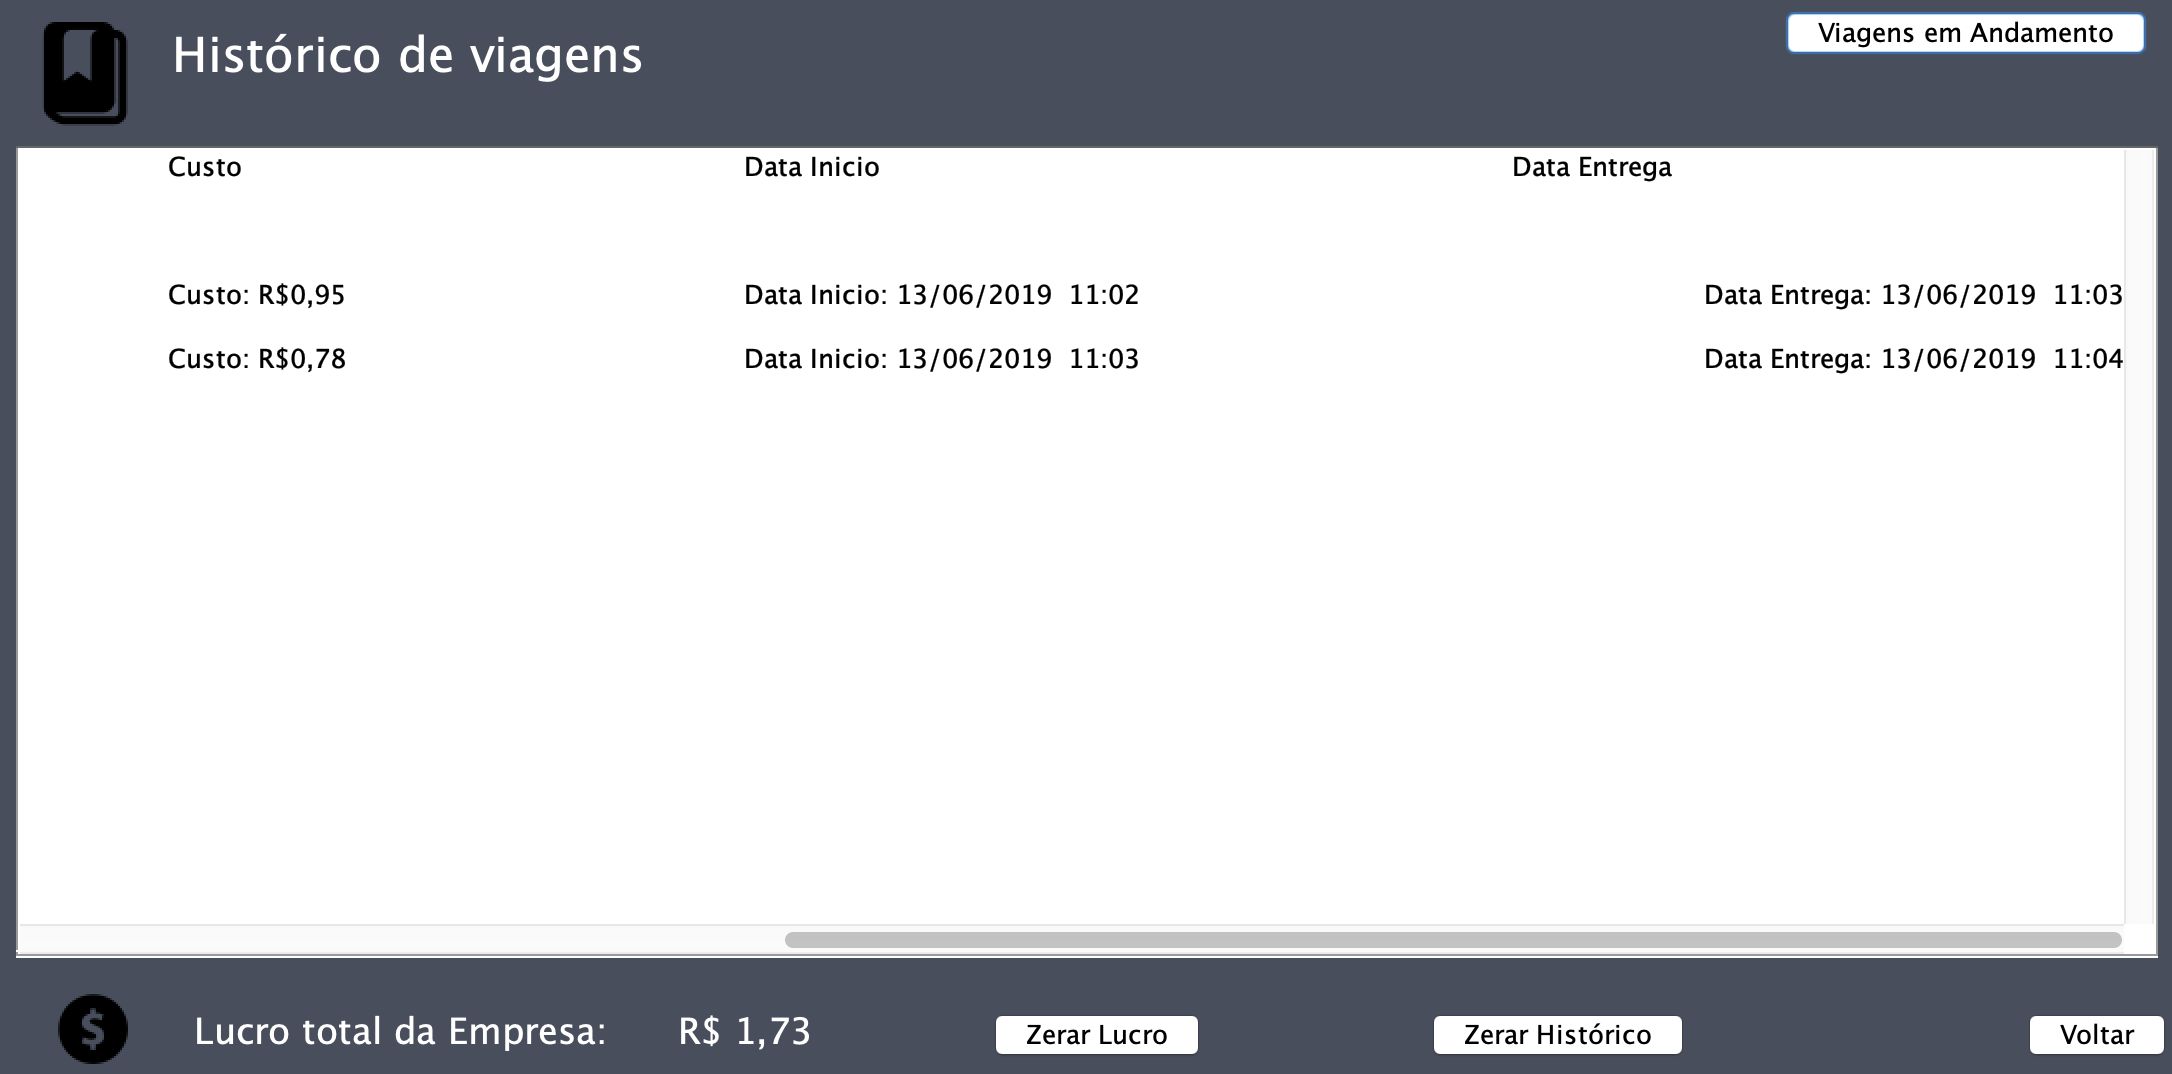 Histórico de viagens
Viagens em Andamento
Custo Data Inicio Data Entrega
Custo: R$0,95 Data Inicio: 13/06/2019 11:02 Data Entrega: 13/06/2019 11:03
Custo: R$0,78 Data Inicio: 13/06/2019 11:03 Data Entrega: 13/06/2019 11:04
$ Lucro total da Empresa: R$ 1,73 Zerar Lucro Zerar Histórico Voltar